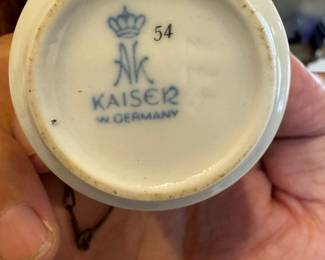 54
AK
KAISER
W. GERMANY